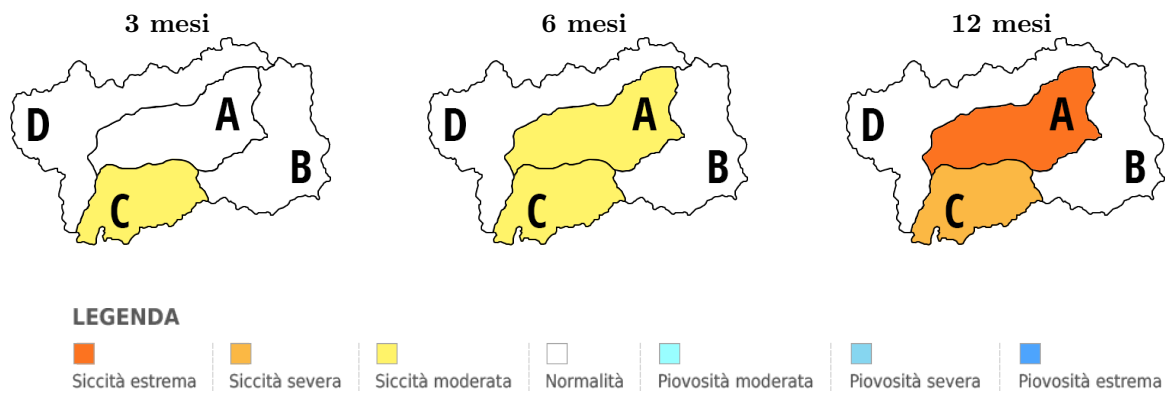 3 mesi 6 mesi 12 mesi
D A B C
D A B C
D A B C
LEGENDA
Siccità estrema Siccità severa Siccità moderata Normalità Piovosità moderata Piovosità severa Piovosità estrema